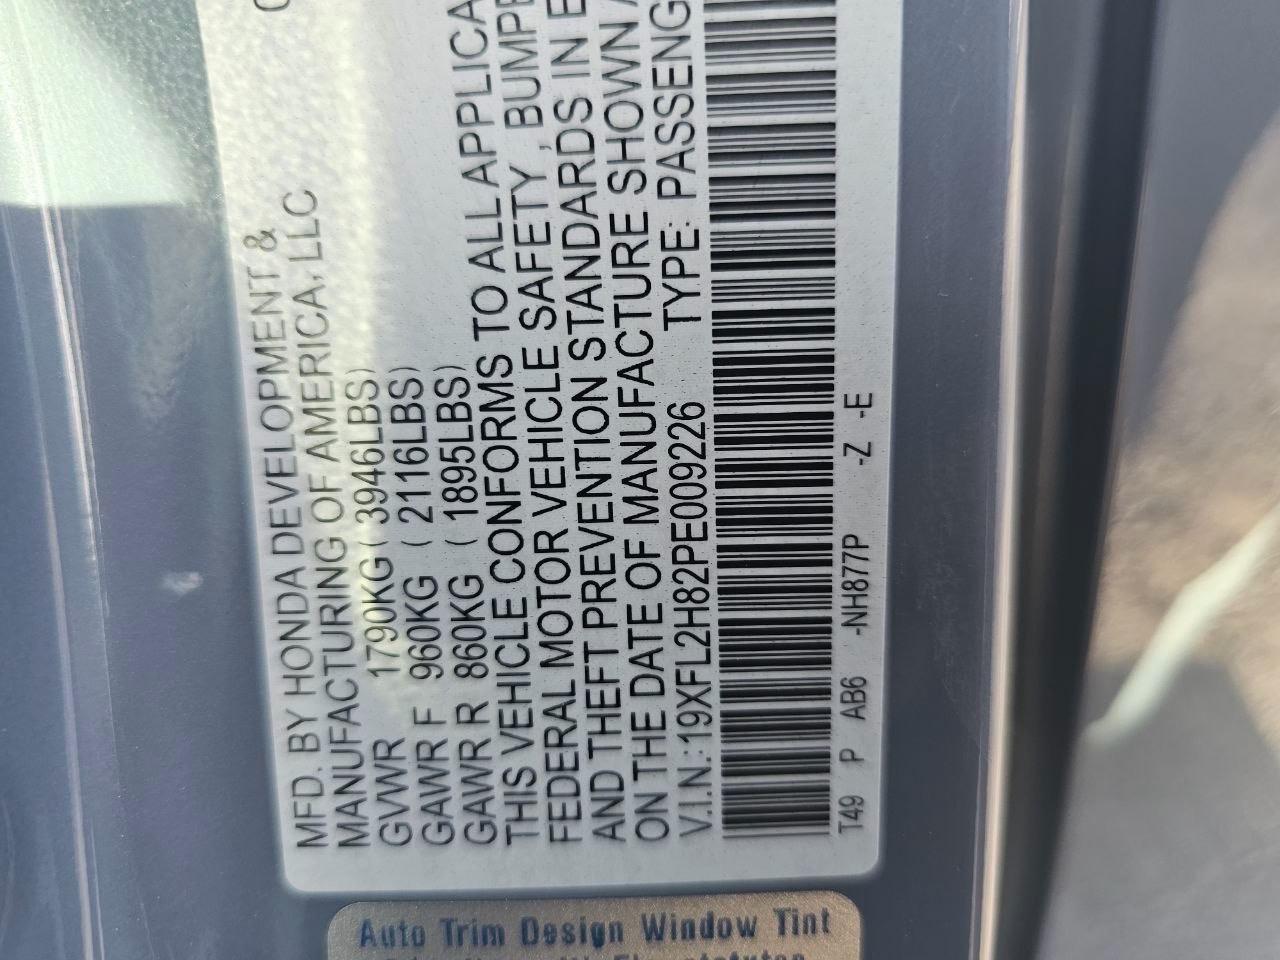 MFD. BY HONDA DEVELOPMENT &
MANUFACTURING OF AMERICA, LLC
GVWR 1790KG ( 3946LBS)
GAWR F 960KG ( 2116LBS)
GAWR R 860KG ( 1895LBS)
THIS VEHICLE CONFORMS TO ALL APPLICA
FEDERAL MOTOR VEHICLE SAFETY , BUMPE
AND THEFT PREVENTION STANDARDS IN E
ON THE DATE OF MANUFACTURE SHOWN A
V.I.N.:19XFL2H82PE009226 TYPE: PASSENG
T49 P AB6 -NH877P -Z -E
Auto Trim Design Window Tint